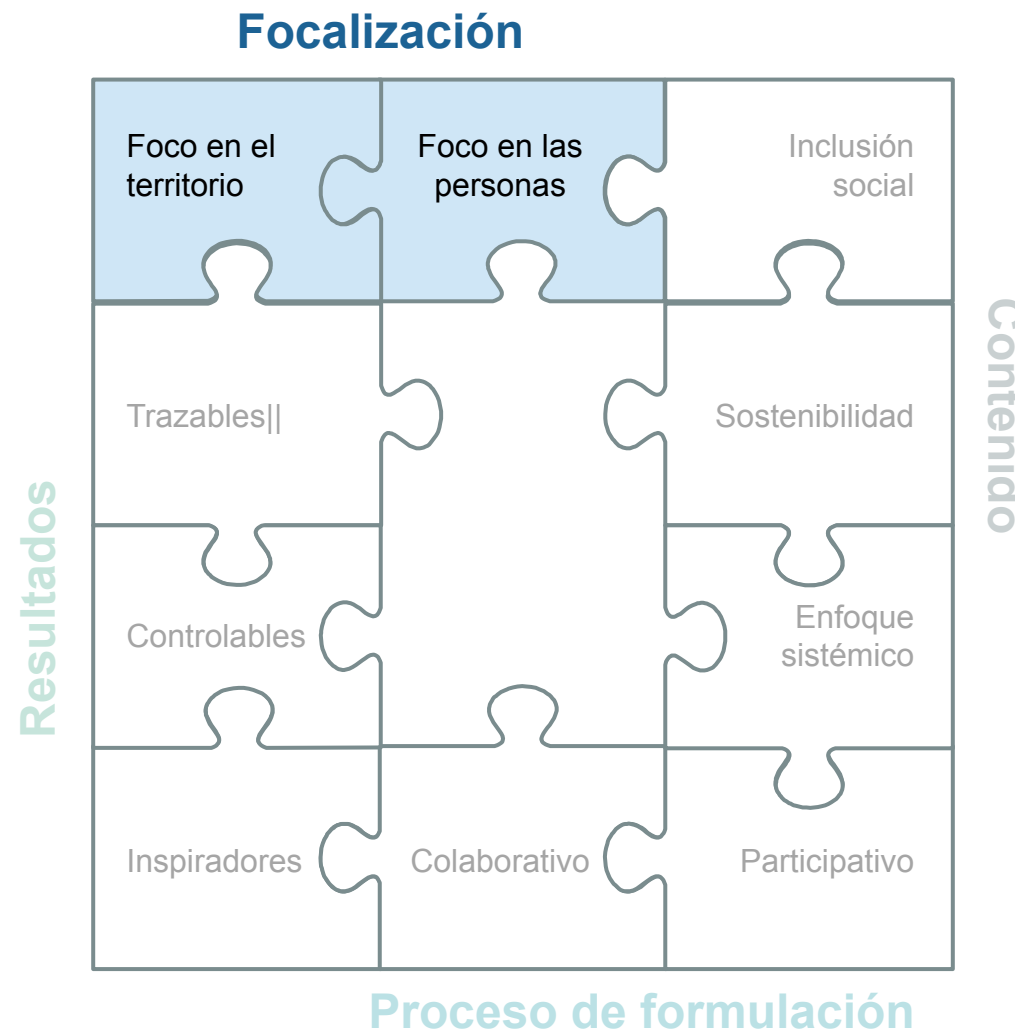 Focalización
Foco en el
territorio
Foco en las
personas
Inclusión
social
Trazables||
Sostenibilidad
Contenido
Resultados
Controlables
Enfoque
sistémico
Inspiradores
Colaborativo
Participativo
Proceso de formulación